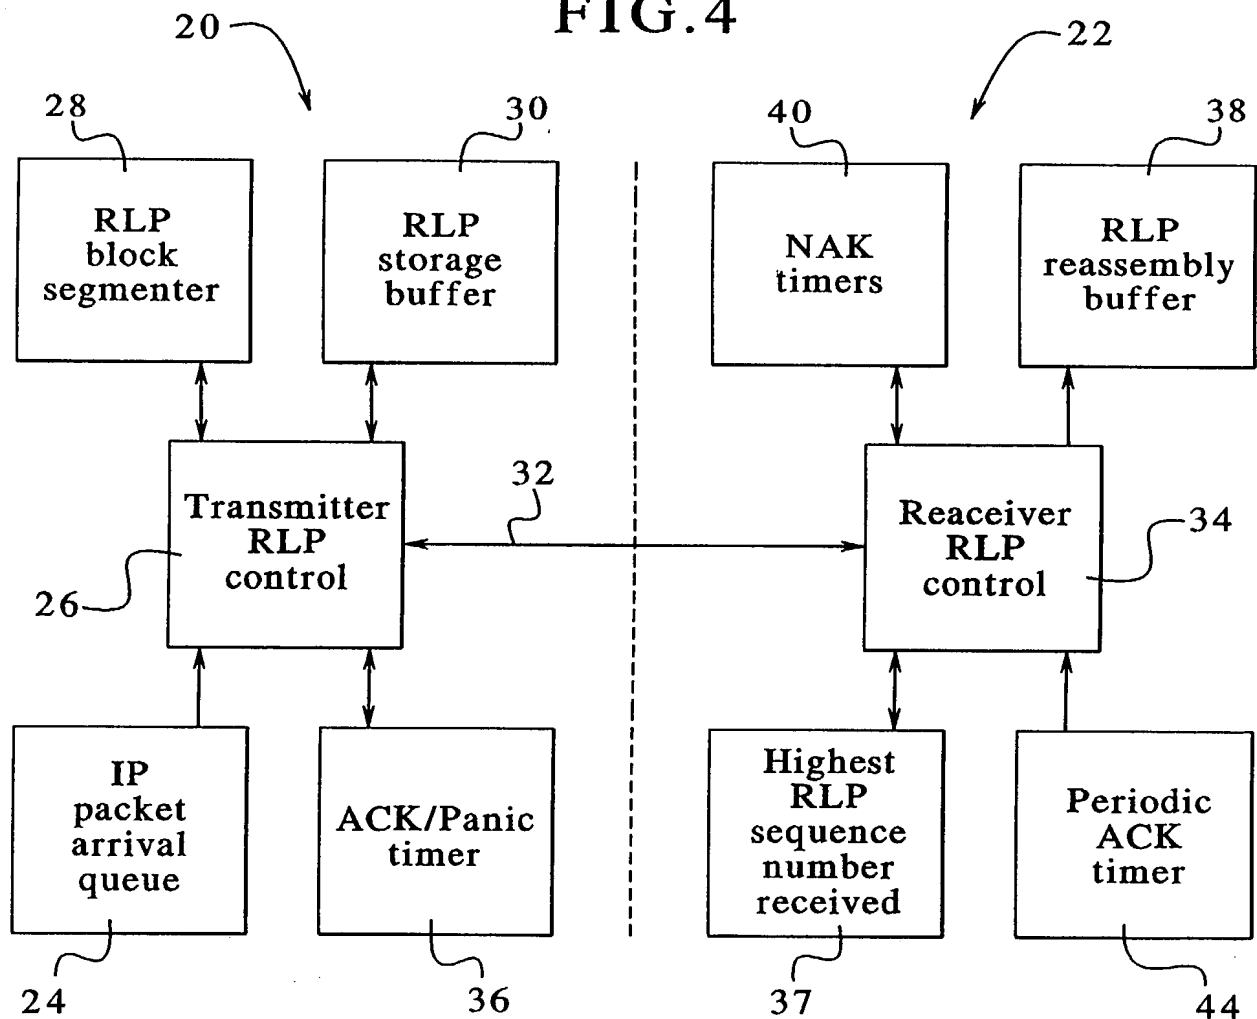 FIG.4
20
22
28
30
40
38
RLP
block
segmenter
RLP
storage
buffer
NAK
timers
RLP
reassembly
buffer
32
Transmitter
RLP
control
Reaceiver
RLP
control
34
26
IP
packet
arrival
queue
ACK/Panic
timer
Highest
RLP
sequence
number
received
Periodic
ACK
timer
24
36
37
44